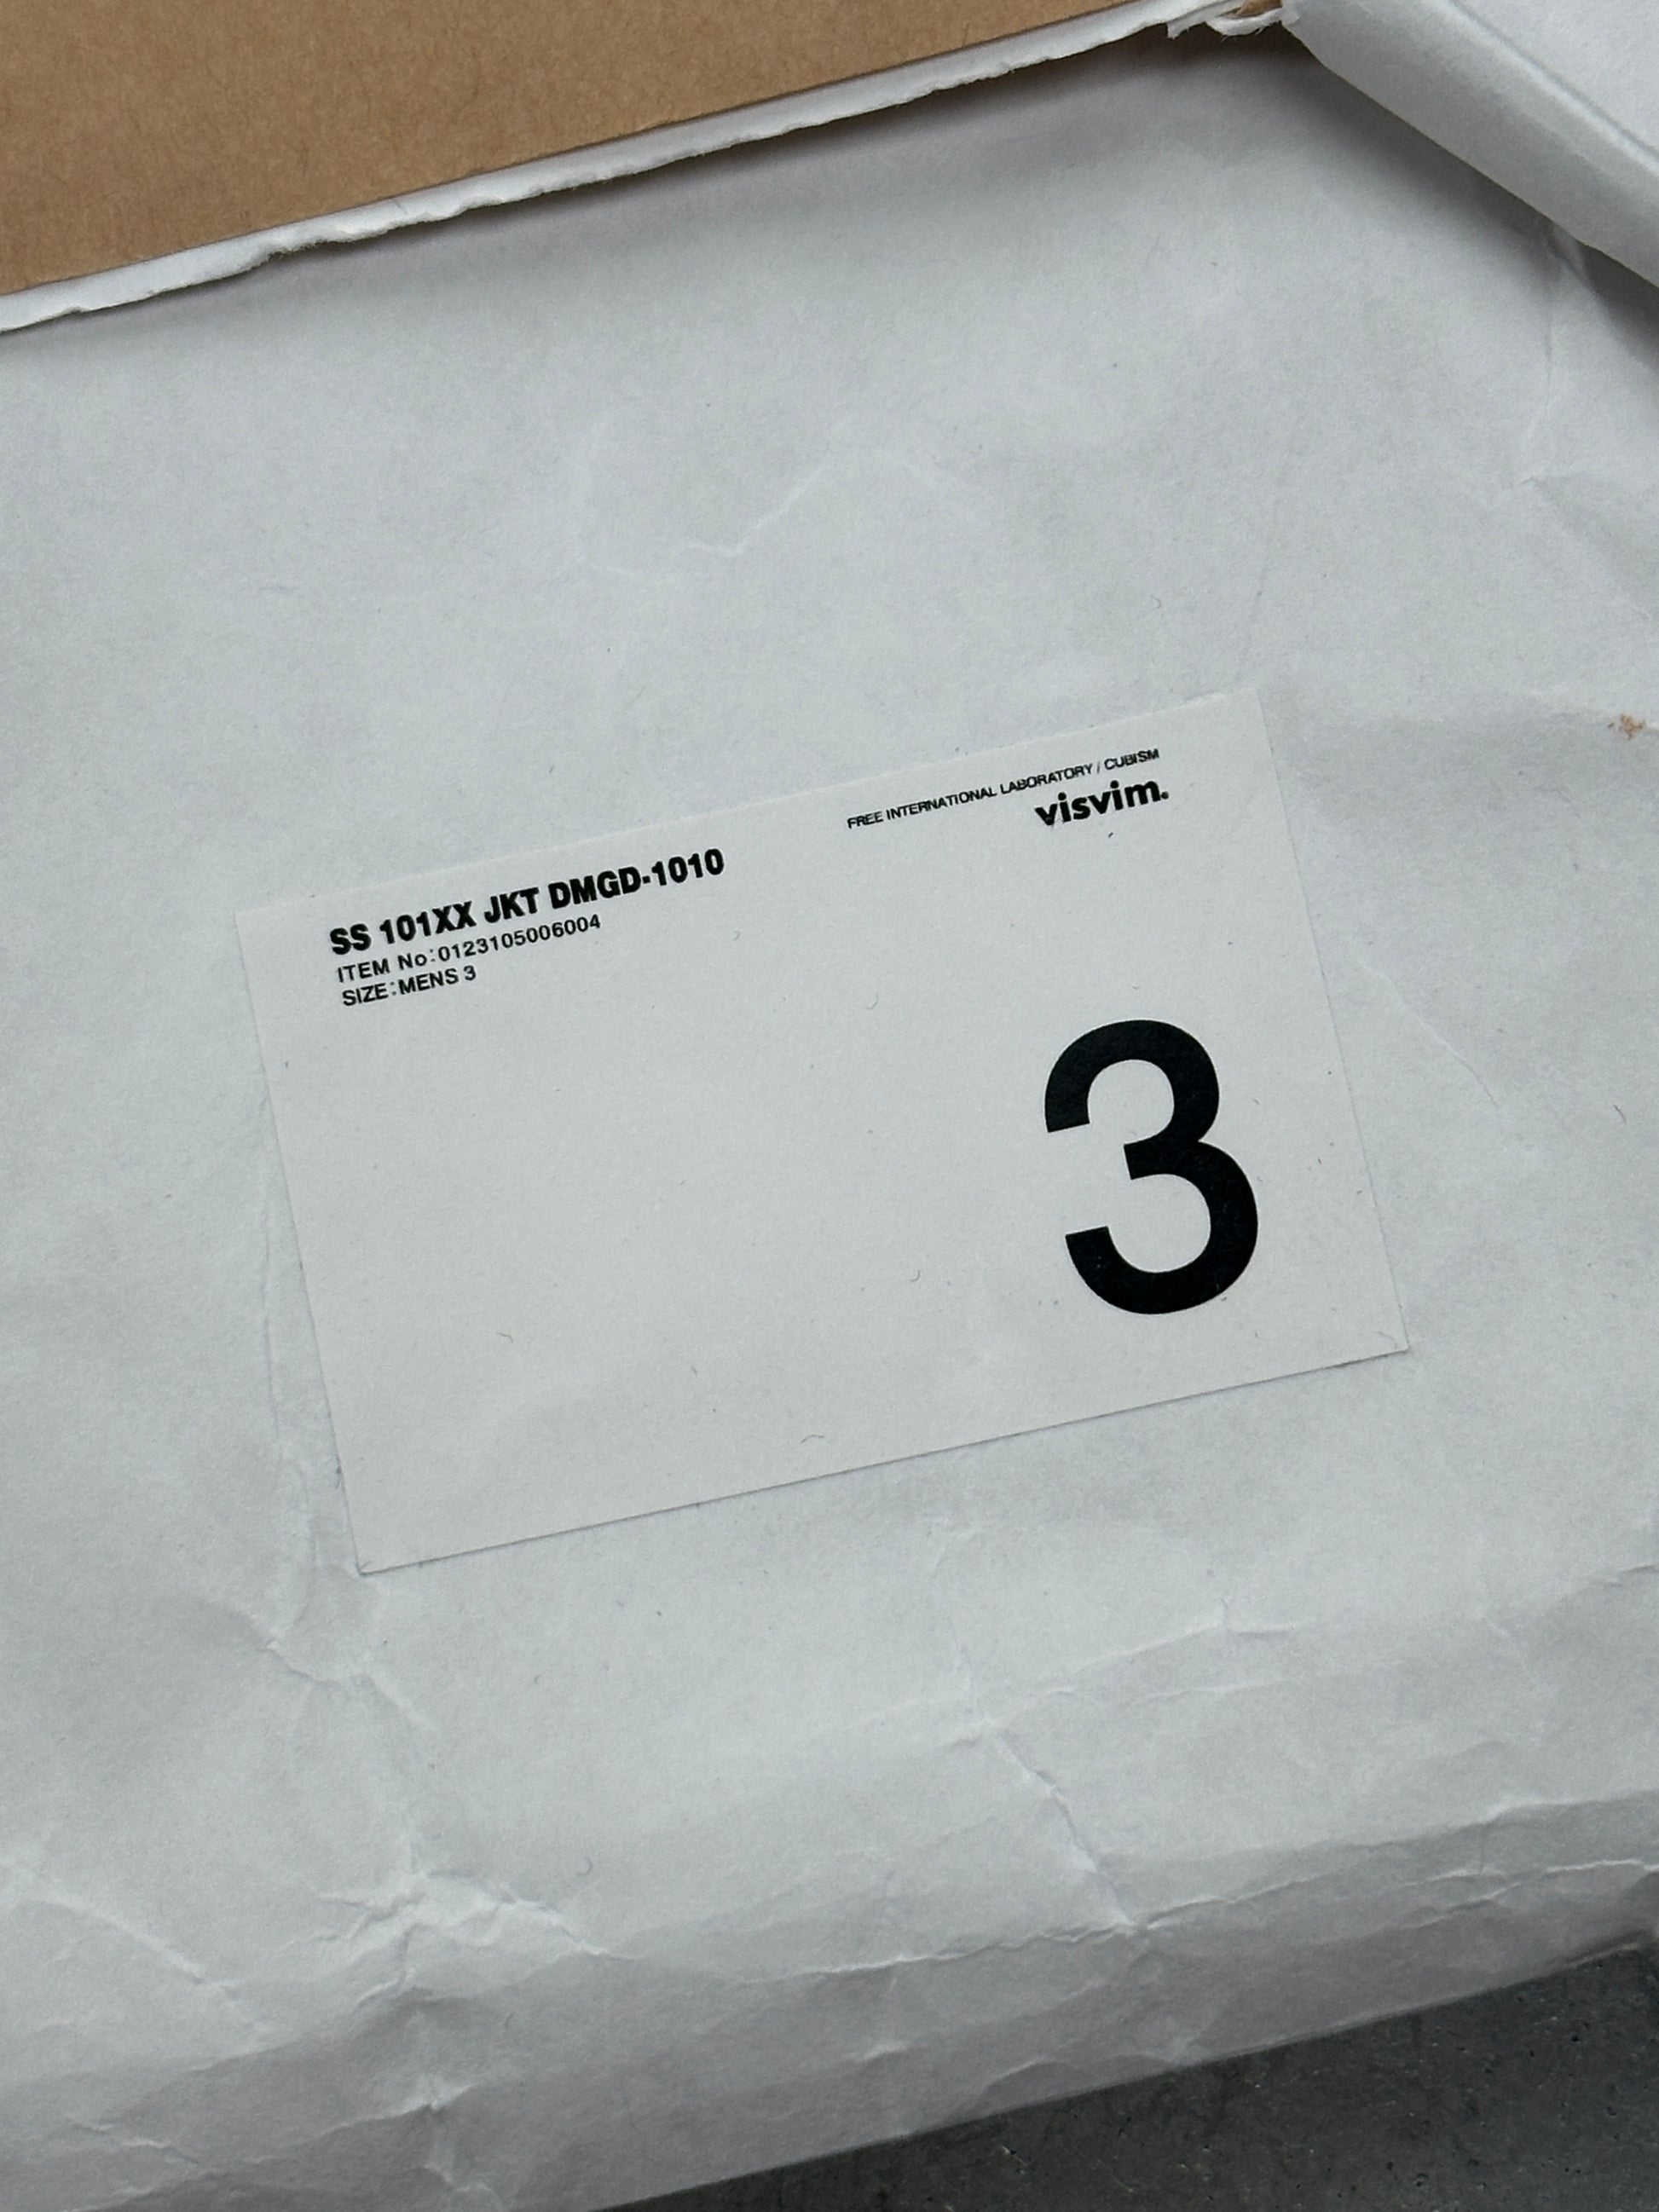 FREE INTERNATIONAL LABORATORY / CUBISM
visvim.
SS 101XX JKT DMGD-1010
ITEM No:0123105006004
SIZE:MENS 3
3